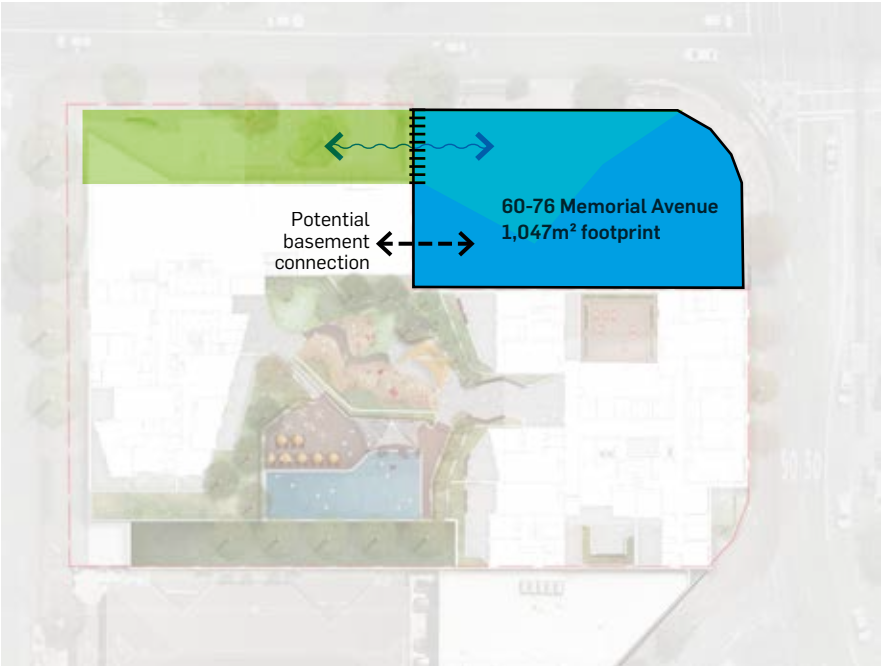 Potential
basement
connection
60-76 Memorial Avenue
1,047m² footprint